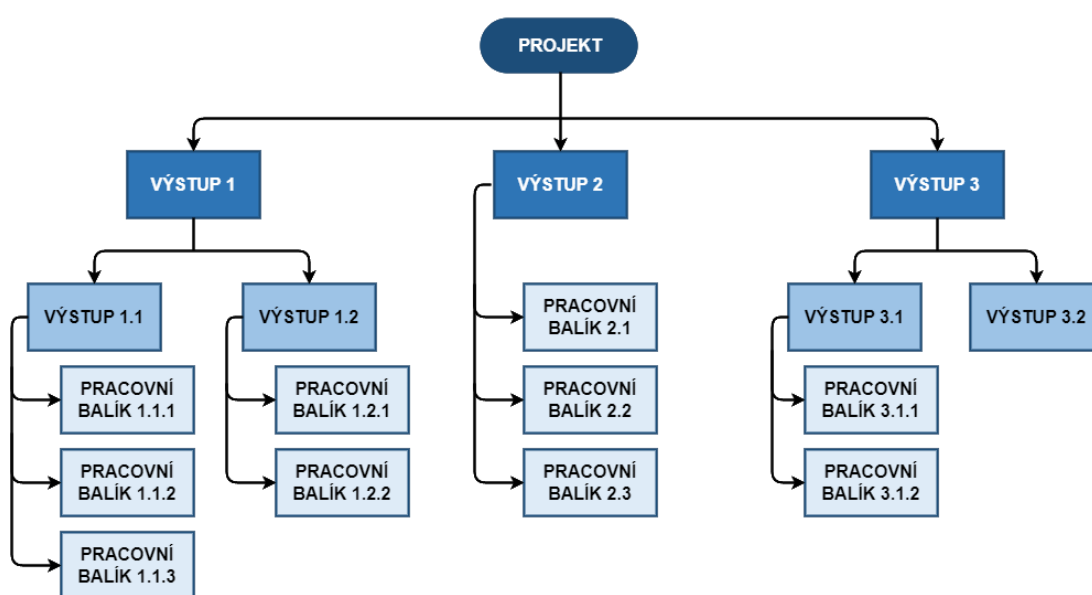 PROJEKT
VÝSTUP 1
VÝSTUP 2
VÝSTUP 3
VÝSTUP 1.1
VÝSTUP 1.2
PRACOVNÍ
BALÍK 2.1
VÝSTUP 3.1
VÝSTUP 3.2
PRACOVNÍ
BALÍK 1.1.1
PRACOVNÍ
BALÍK 1.2.1
PRACOVNÍ
BALÍK 2.2
PRACOVNÍ
BALÍK 3.1.1
PRACOVNÍ
BALÍK 1.1.2
PRACOVNÍ
BALÍK 1.2.2
PRACOVNÍ
BALÍK 2.3
PRACOVNÍ
BALÍK 3.1.2
PRACOVNÍ
BALÍK 1.1.3